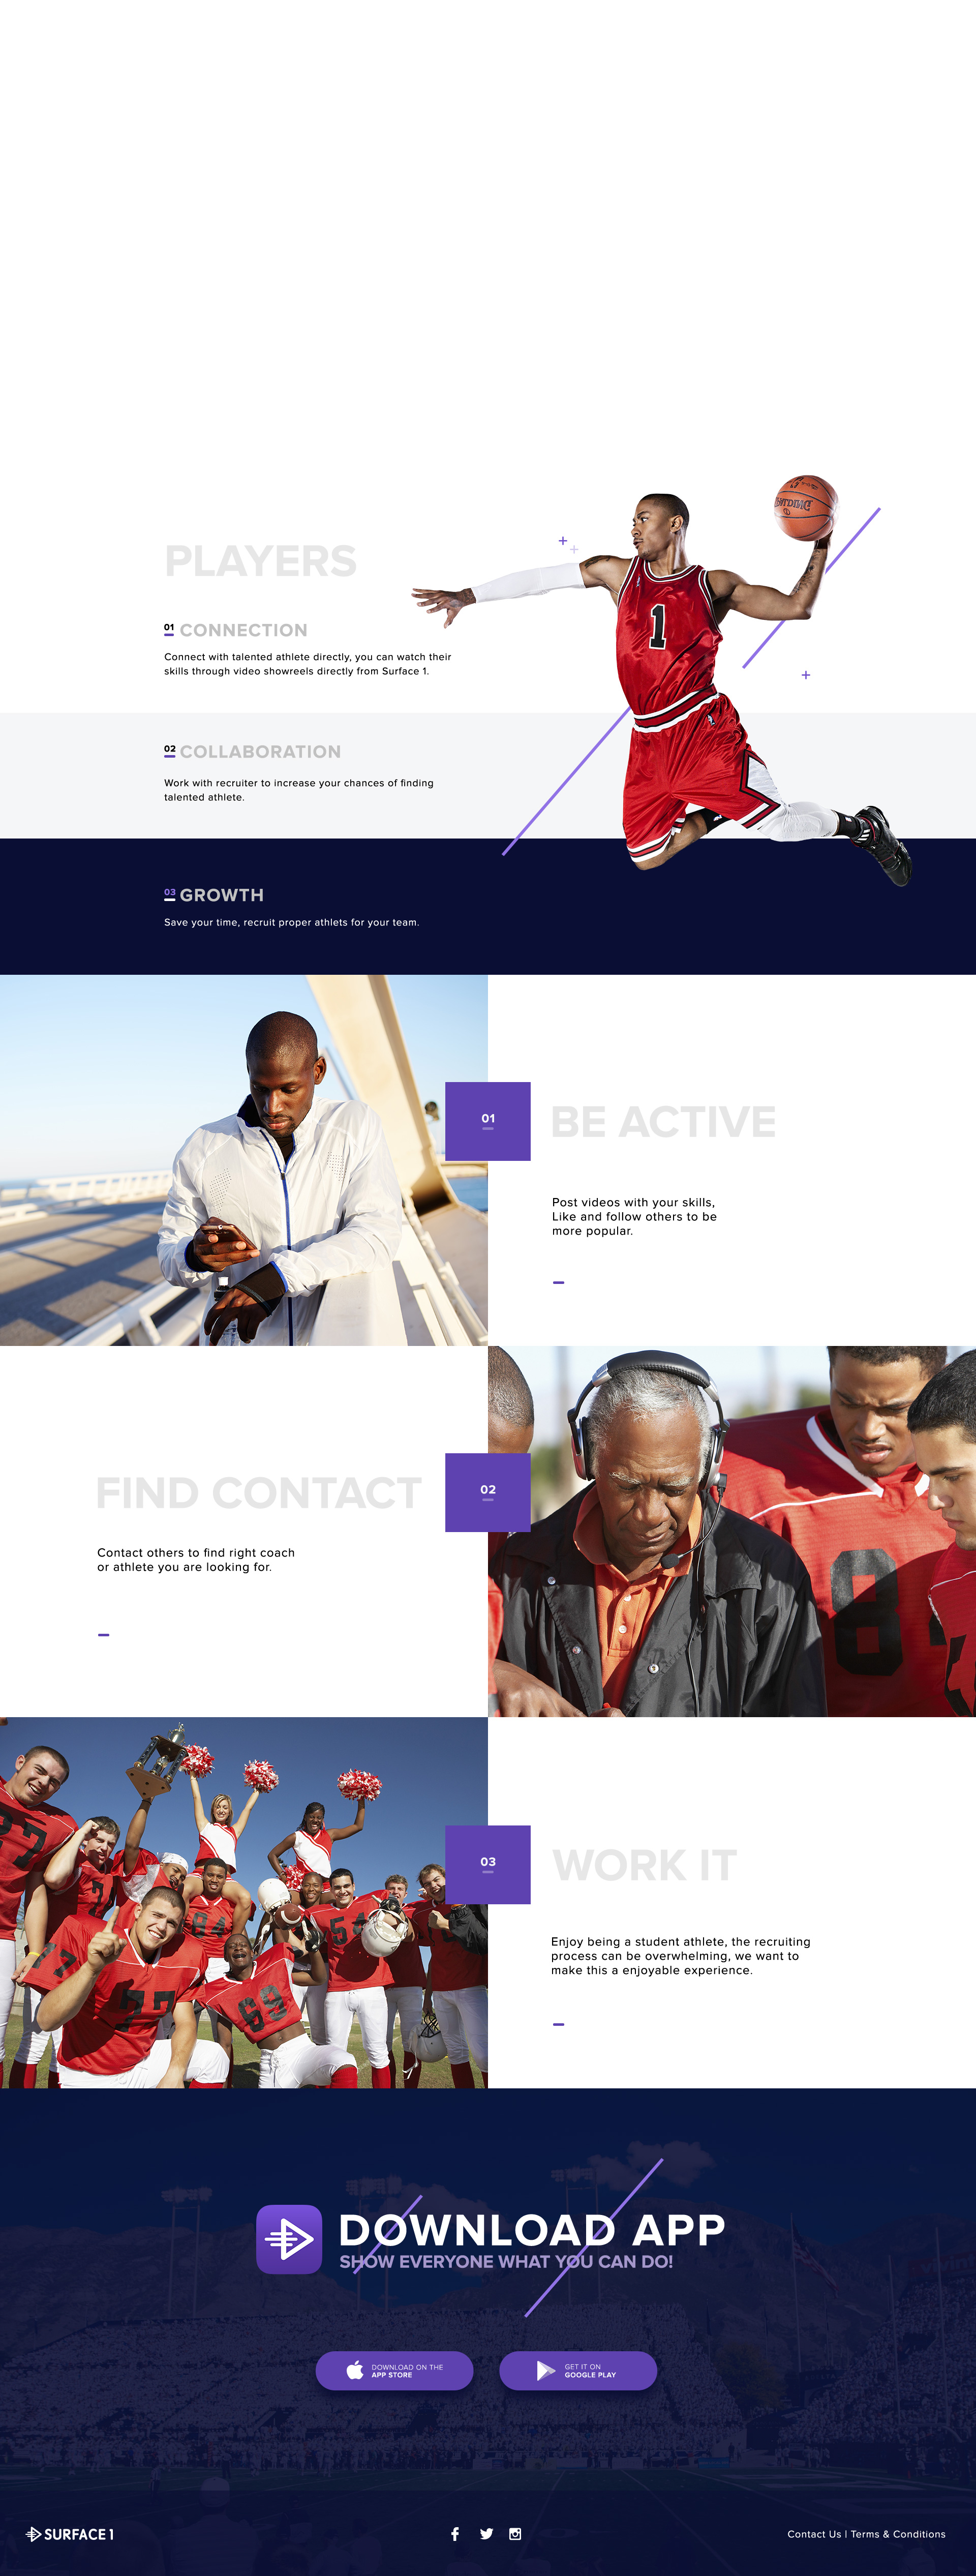 PLAYERS
01 CONNECTION
Connect with talented athlete directly, you can watch their
skills through video showreels directly from Surface 1.
SPALDING
1
02 COLLABORATION
Work with recruiter to increase your chances of finding
talented athlete.
03 GROWTH
Save your time, recruit proper athlets for your team.
01
BE ACTIVE
Post videos with your skills,
Like and follow others to be
more popular.
02
FIND CONTACT
Contact others to find right coach
or athlete you are looking for.
8
03
WORK IT
Enjoy being a student athlete, the recruiting
process can be overwhelming, we want to
make this a enjoyable experience.
84
77
69
DOWNLOAD APP
SHOW EVERYONE WHAT YOU CAN DO!
DOWNLOAD ON THE
APP STORE
GET IT ON
GOOGLE PLAY
SURFACE 1
Contact Us | Terms & Conditions